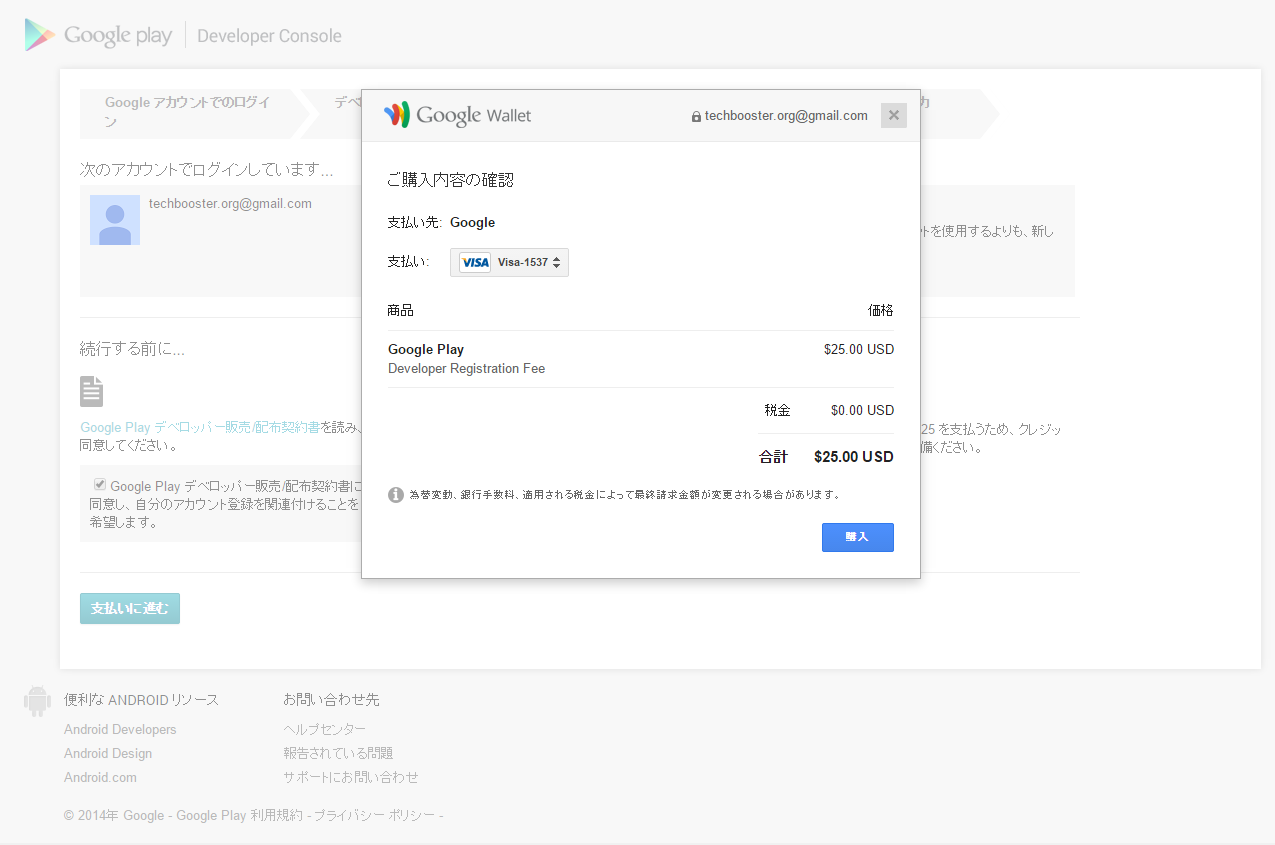 Google play Developer Console
Google アカウントでのログイ
ン
デベ
力
Google Wallet
techbooster.org@gmail.com
次のアカウントでログインしています...
techbooster.org@gmail.com
トを使用するよりも、新し
ご購入内容の確認
支払い先: Google
支払い: VISA Visa-1537
商品 価格
Google Play $25.00 USD
Developer Registration Fee
税金 $0.00 USD
合計 $25.00 USD
為替変動、銀行手数料、適用される税金によって最終請求金額が変更される場合があります。
購入
続行する前に...
Google Play デベロッパー販売/配布契約書を読み、
同意してください。
25 を支払うため、クレジッ
備ください。
Google Play デベロッパー販売/配布契約書に
同意し、自分のアカウント登録を関連付けることを
希望します。
支払いに進む
便利な ANDROID リソース
Android Developers
Android Design
Android.com
お問い合わせ先
ヘルプセンター
報告されている問題
サポートにお問い合わせ
© 2014年 Google - Google Play 利用規約 - プライバシー ポリシー -